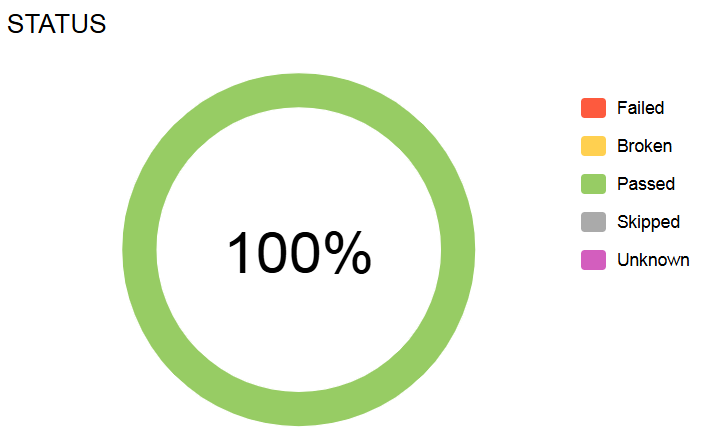 STATUS
100%
Failed
Broken
Passed
Skipped
Unknown